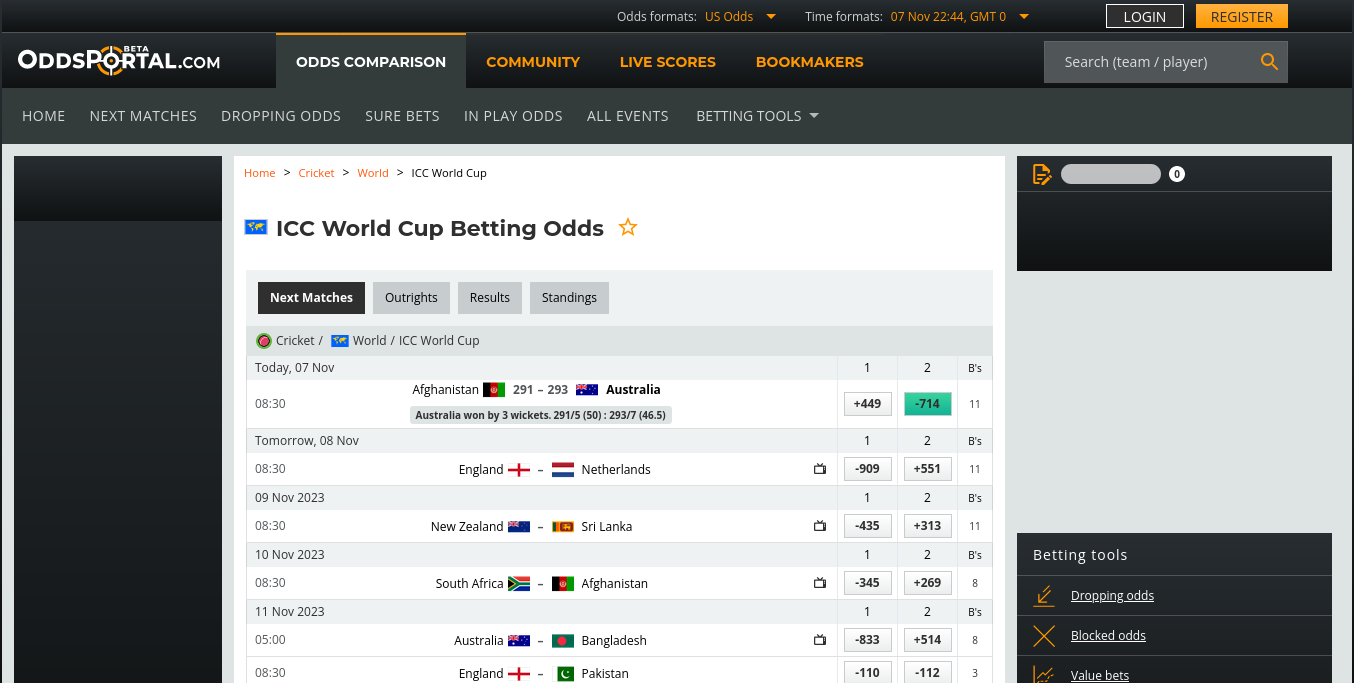 Odds formats: US Odds Time formats: 07 Nov 22:44, GMT 0 LOGIN REGISTER
ODDSPORTAL.COM BETA
ODDS COMPARISON COMMUNITY LIVE SCORES BOOKMAKERS Search (team / player)
HOME NEXT MATCHES DROPPING ODDS SURE BETS IN PLAY ODDS ALL EVENTS BETTING TOOLS
Home > Cricket > World > ICC World Cup
0
ICC World Cup Betting Odds
Next Matches Outrights Results Standings
Cricket / World / ICC World Cup
Today, 07 Nov 1 2 B's
08:30 Afghanistan 291 – 293 Australia +449 -714 11
Australia won by 3 wickets. 291/5 (50) : 293/7 (46.5)
Tomorrow, 08 Nov 1 2 B's
08:30 England – Netherlands -909 +551 11
09 Nov 2023 1 2 B's
08:30 New Zealand – Sri Lanka -435 +313 11
10 Nov 2023 1 2 B's
08:30 South Africa – Afghanistan -345 +269 8
11 Nov 2023 1 2 B's
05:00 Australia – Bangladesh -833 +514 8
08:30 England – Pakistan -110 -112 3
Betting tools
Dropping odds
Blocked odds
Value bets